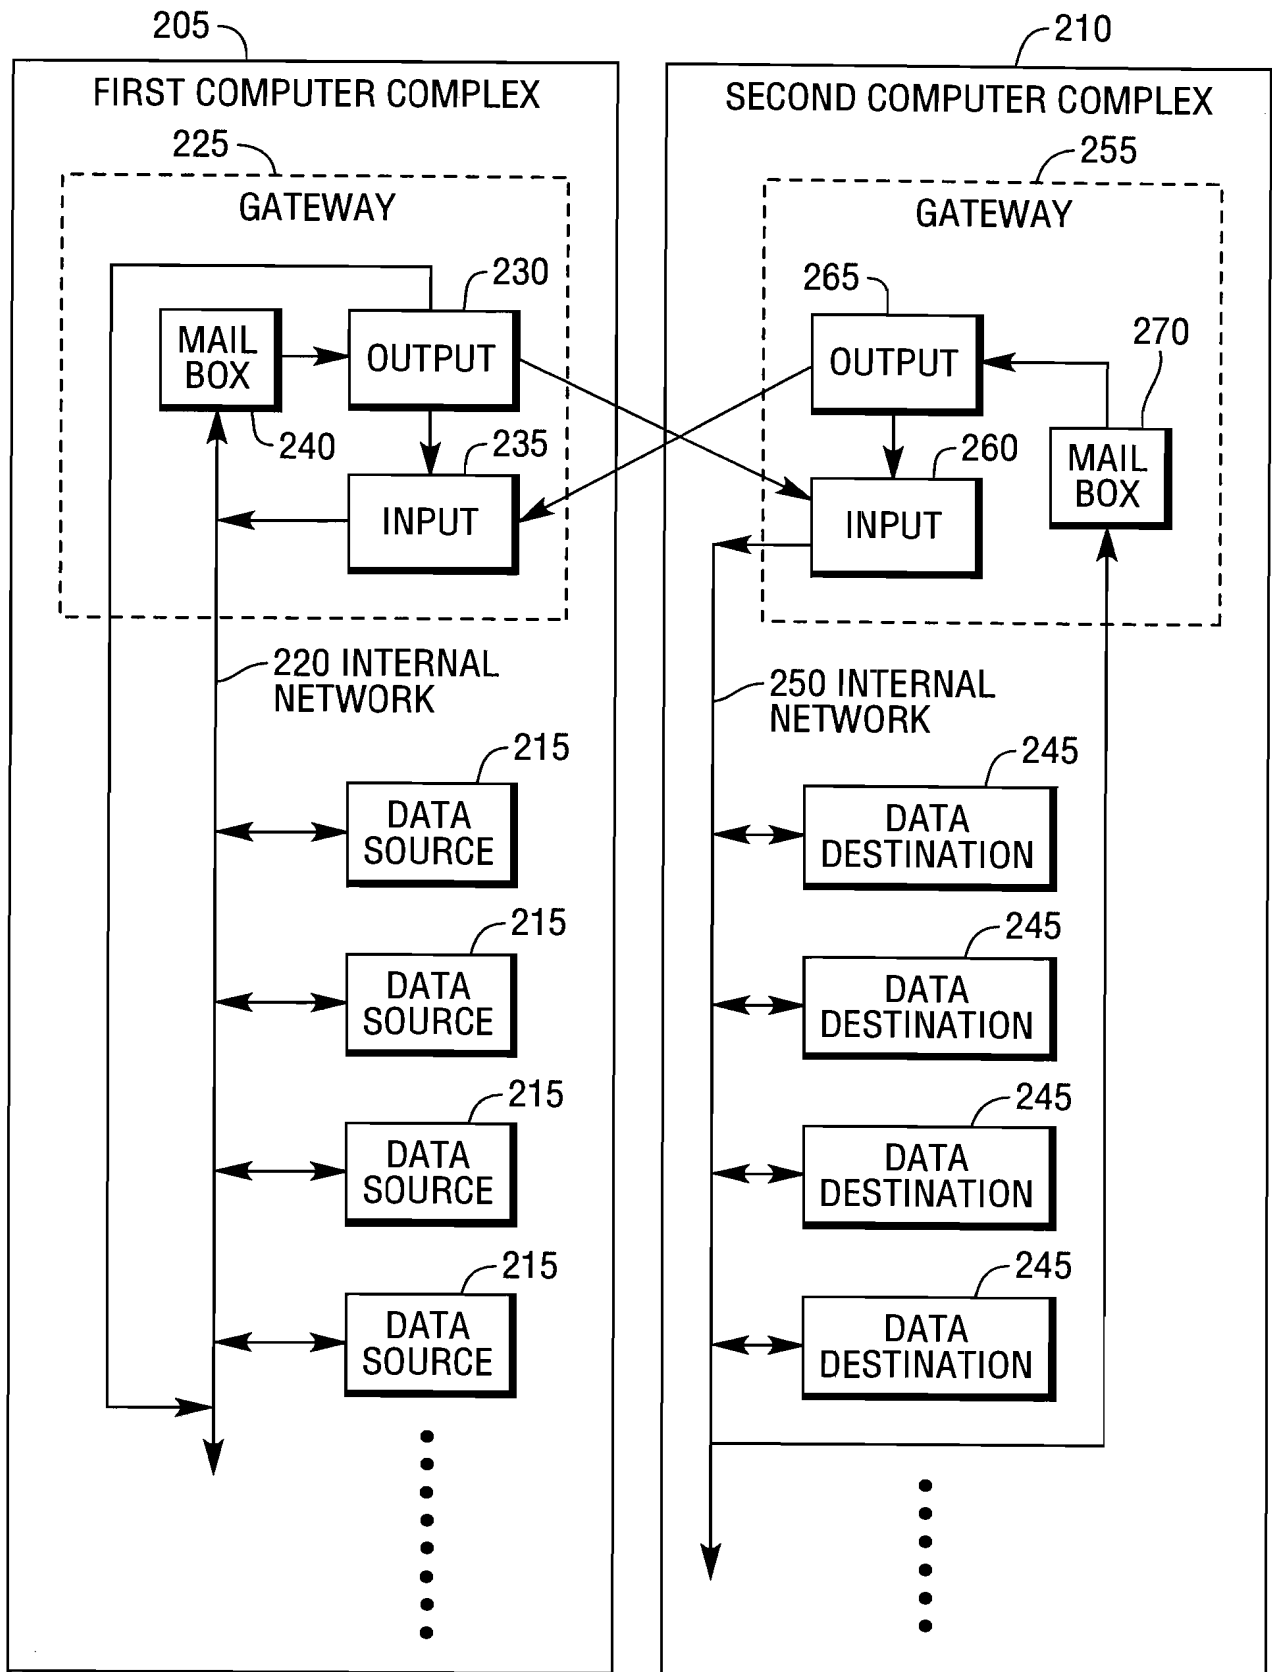 205
FIRST COMPUTER COMPLEX
225
GATEWAY
230
MAIL
BOX
OUTPUT
240
235
INPUT
220 INTERNAL
NETWORK
215
DATA
SOURCE
215
DATA
SOURCE
215
DATA
SOURCE
215
DATA
SOURCE
210
SECOND COMPUTER COMPLEX
255
GATEWAY
265
OUTPUT
270
MAIL
BOX
260
INPUT
250 INTERNAL
NETWORK
245
DATA
DESTINATION
245
DATA
DESTINATION
245
DATA
DESTINATION
245
DATA
DESTINATION